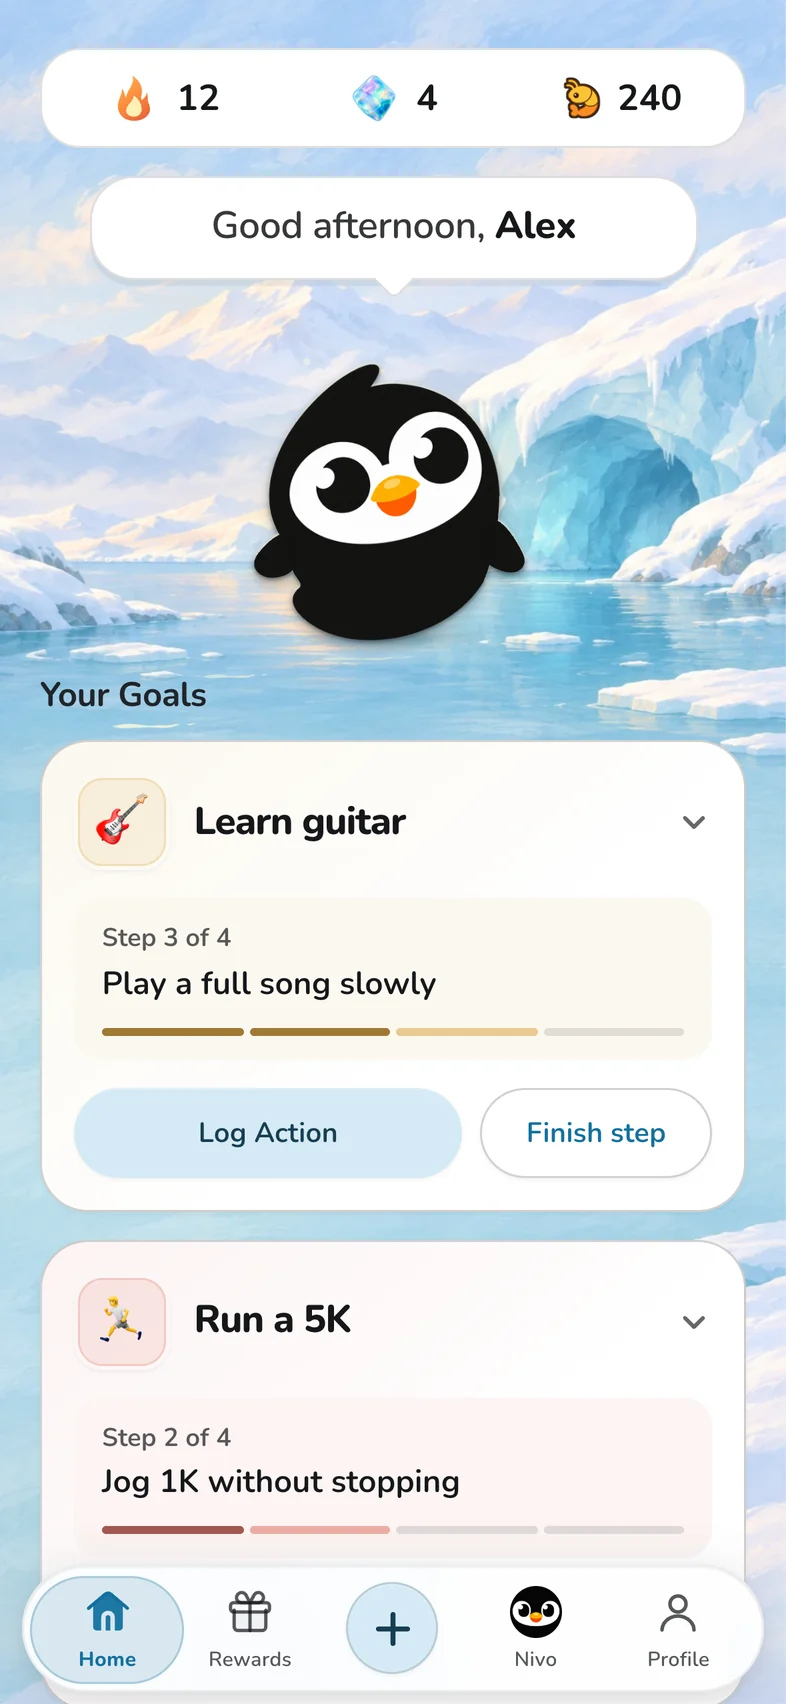 12
4
240
Good afternoon, Alex
Your Goals
Learn guitar
Step 3 of 4
Play a full song slowly
Log Action
Finish step
Run a 5K
Step 2 of 4
Jog 1K without stopping
Home
Rewards
Nivo
Profile